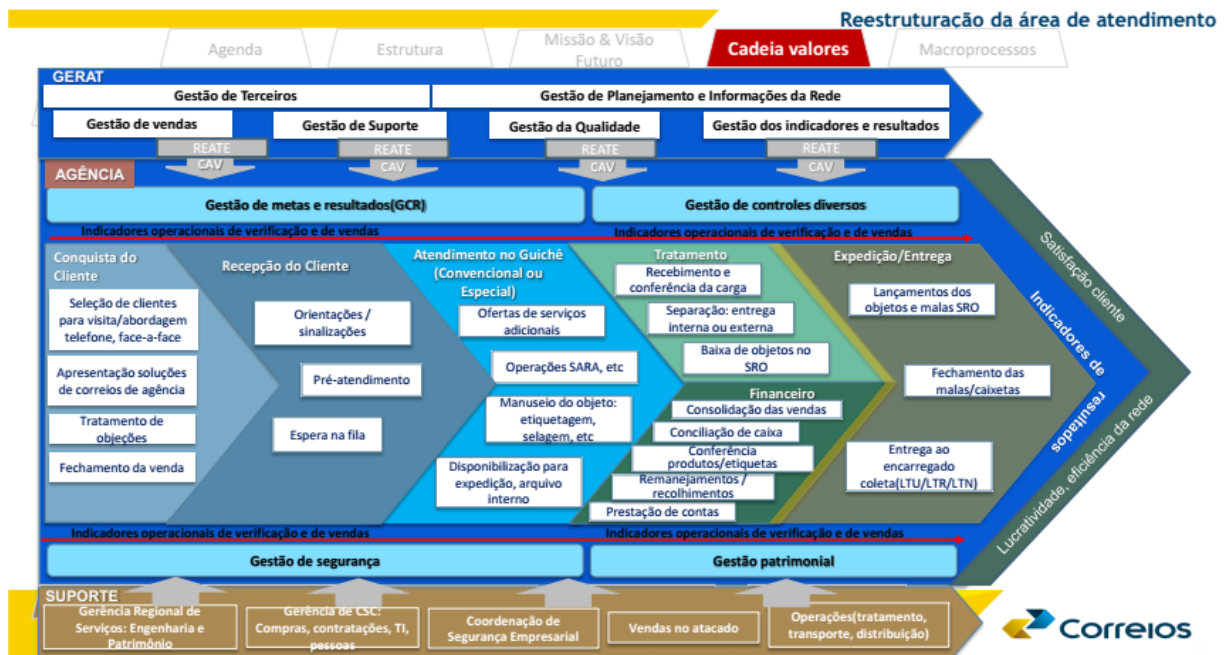 Reestruturação da área de atendimento
Agenda
Estrutura
Missão & Visão
Futuro
Cadeia valores
Macroprocessos
GERAT
Gestão de Terceiros
Gestão de Planejamento e Informações da Rede
Gestão de vendas
Gestão de Suporte
Gestão da Qualidade
Gestão dos indicadores e resultados
REATE
REATE
REATE
REATE
CAV
CAV
CAV
CAV
AGÊNCIA
Gestão de metas e resultados(GCR)
Gestão de controles diversos
Indicadores operacionais de verificação e de vendas
Indicadores operacionais de verificação e de vendas
Conquista do
Cliente
Seleção de clientes
para visita/abordagem
telefone, face-a-face
Apresentação soluções
de correios de agência
Tratamento de
objeções
Fechamento da venda
Recepção do Cliente
Orientações /
sinalizações
Pré-atendimento
Espera na fila
Atendimento no Guichê
(Convencional ou
Especial)
Ofertas de serviços
adicionais
Operações SARA, etc
Manuseio do objeto:
etiquetagem,
selagem, etc
Disponibilização para
expedição, arquivo
interno
Tratamento
Recebimento e
conferência da carga
Separação: entrega
interna ou externa
Baixa de objetos no
SRO
Financeiro
Consolidação das vendas
Conciliação de caixa
Conferência
produtos/etiquetas
Remanejamentos /
recolhimentos
Prestação de contas
Expedição/Entrega
Lançamentos dos
objetos e malas SRO
Fechamento das
malas/caixetas
Entrega ao
encarregado
coleta(LTU/LTR/LTN)
Indicadores de
resultados
Satisfação cliente
Lucratividade, eficiência da rede
Indicadores operacionais de verificação e de vendas
Indicadores operacionais de verificação e de vendas
Gestão de segurança
Gestão patrimonial
SUPORTE
Gerência Regional de
Serviços: Engenharia e
Patrimônio
Gerência de CSC:
Compras, contratações, TI,
pessoas
Coordenação de
Segurança Empresarial
Vendas no atacado
Operações(tratamento,
transporte, distribuição)
Correios